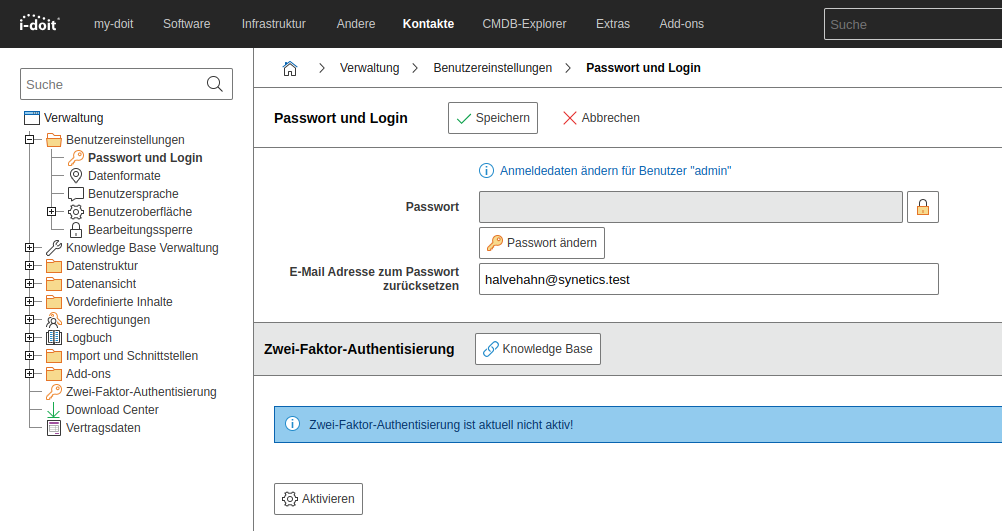 i-doit
my-doit Software Infrastruktur Andere Kontakte CMDB-Explorer Extras Add-ons Suche
Suche
Verwaltung
Benutzereinstellungen
Passwort und Login
Datenformate
Benutzersprache
Benutzeroberfläche
Bearbeitungssperre
Knowledge Base Verwaltung
Datenstruktur
Datenansicht
Vordefinierte Inhalte
Berechtigungen
Logbuch
Import und Schnittstellen
Add-ons
Zwei-Faktor-Authentisierung
Download Center
Vertragsdaten
Verwaltung Benutzereinstellungen Passwort und Login
Passwort und Login Speichern Abbrechen
Anmeldedaten ändern für Benutzer "admin"
Passwort
Passwort ändern
E-Mail Adresse zum Passwort
zurücksetzen
halvehahn@synetics.test
Zwei-Faktor-Authentisierung Knowledge Base
Zwei-Faktor-Authentisierung ist aktuell nicht aktiv!
Aktivieren